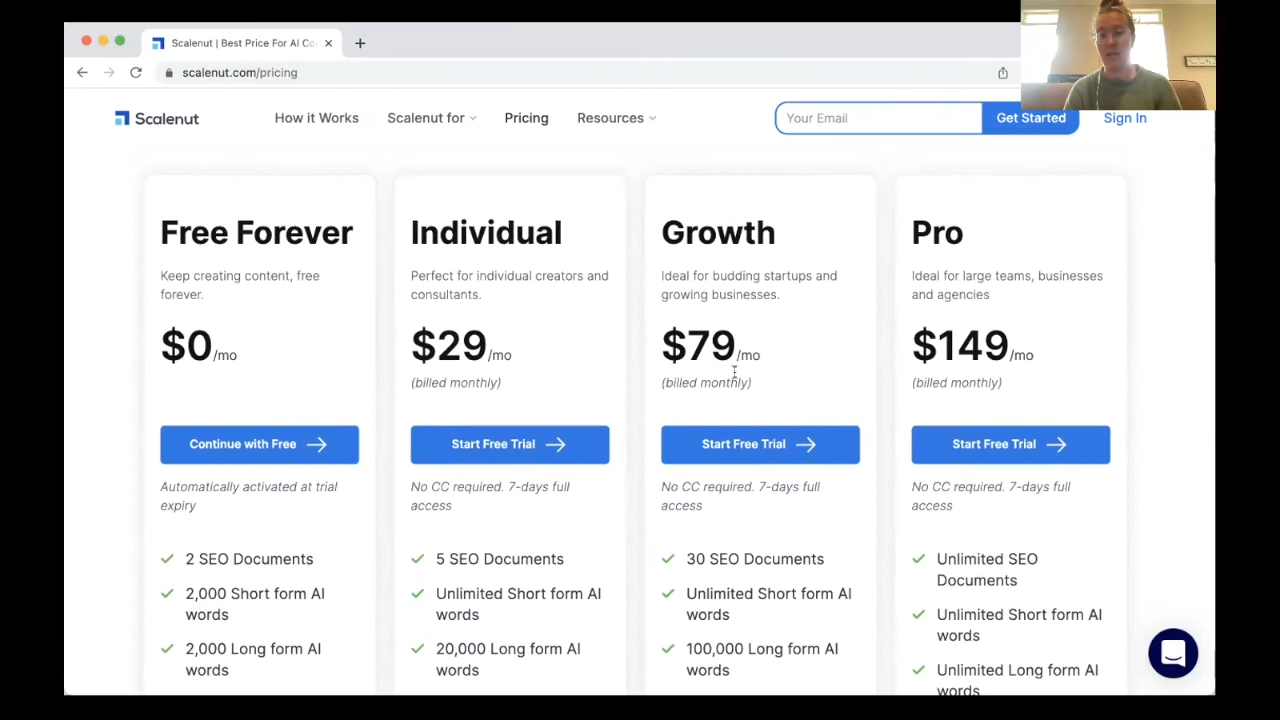 Scalenut | Best Price For AI Co
scalenut.com/pricing
Scalenut
How it Works
Scalenut for
Pricing
Resources
Your Email
Get Started
Sign In
Free Forever
Keep creating content, free
forever.
$0/mo
Continue with Free
Automatically activated at trial
expiry
2 SEO Documents
2,000 Short form AI
words
2,000 Long form AI
words
Individual
Perfect for individual creators and
consultants.
$29/mo
(billed monthly)
Start Free Trial
No CC required. 7-days full
access
5 SEO Documents
Unlimited Short form AI
words
20,000 Long form AI
words
Growth
Ideal for budding startups and
growing businesses.
$79/mo
(billed monthly)
Start Free Trial
No CC required. 7-days full
access
30 SEO Documents
Unlimited Short form AI
words
100,000 Long form AI
words
Pro
Ideal for large teams, businesses
and agencies
$149/mo
(billed monthly)
Start Free Trial
No CC required. 7-days full
access
Unlimited SEO
Documents
Unlimited Short form AI
words
Unlimited Long form AI
words